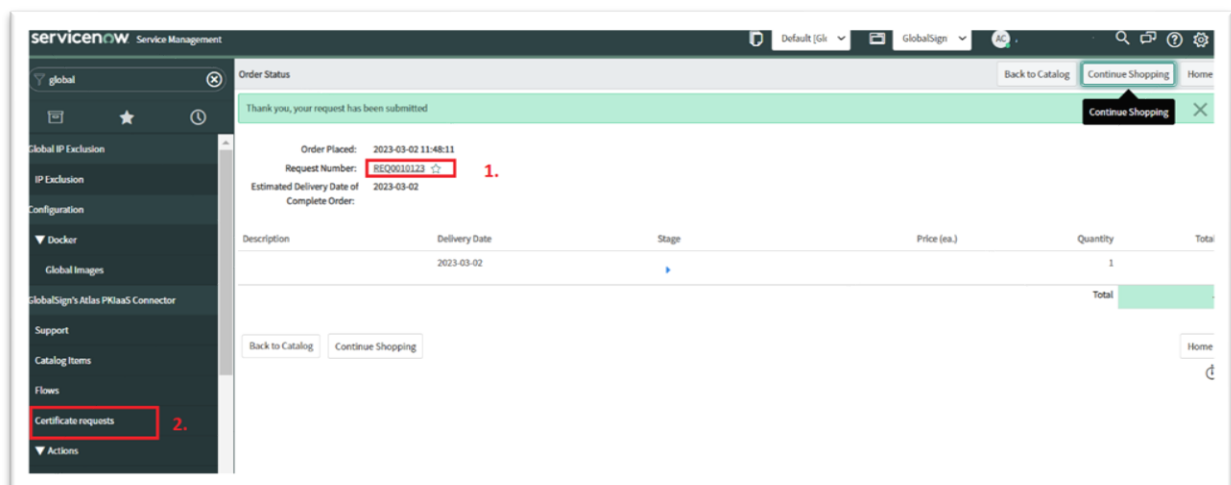 servicenow Service Management
Default [Glo
GlobalSign
AC
global
Order Status
Back to Catalog
Continue Shopping
Home
Thank you, your request has been submitted
Continue Shopping
Global IP Exclusion
Order Placed: 2023-03-02 11:48:11
Request Number: REQ0010123
1.
IP Exclusion
Estimated Delivery Date of Complete Order: 2023-03-02
Configuration
Docker
Description Delivery Date Stage Price (ea.) Quantity Total
2023-03-02 1
Global Images
Total
GlobalSign's Atlas PKIaaS Connector
Support
Back to Catalog
Continue Shopping
Home
Catalog Items
Flows
Certificate requests
2.
Actions